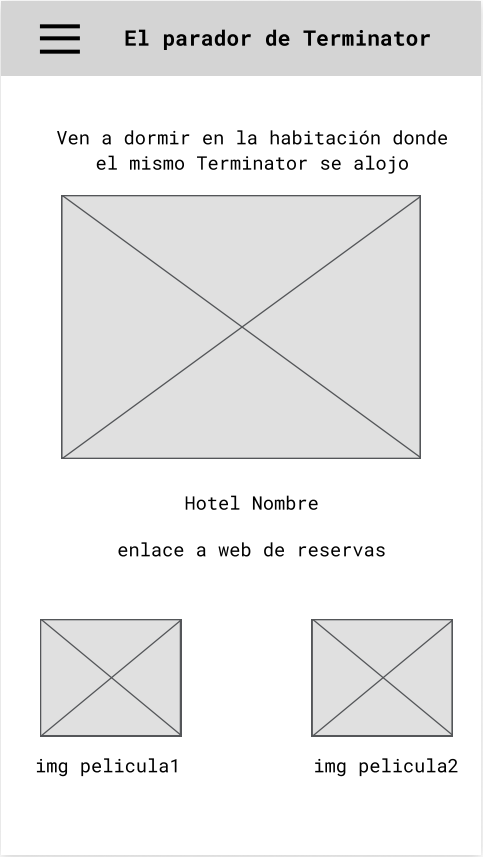 El parador de Terminator
Ven a dormir en la habitación donde
el mismo Terminator se alojo
Hotel Nombre
enlace a web de reservas
img pelicula1
img pelicula2